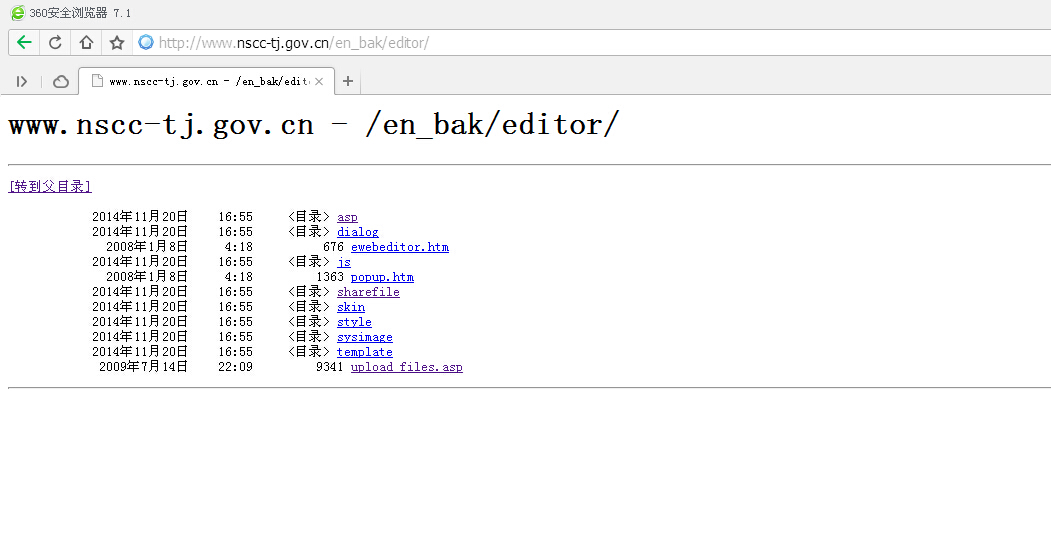 360安全浏览器 7.1
http://www.nscc-tj.gov.cn/en_bak/editor/
www.nscc-tj.gov.cn - /en_bak/edit
www.nscc-tj.gov.cn - /en_bak/editor/
[转到父目录]
2014年11月20日 16:55 <目录> asp
2014年11月20日 16:55 <目录> dialog
2008年1月8日 4:18 676 ewebeditor.htm
2014年11月20日 16:55 <目录> js
2008年1月8日 4:18 1363 popup.htm
2014年11月20日 16:55 <目录> sharefile
2014年11月20日 16:55 <目录> skin
2014年11月20日 16:55 <目录> style
2014年11月20日 16:55 <目录> sysimage
2014年11月20日 16:55 <目录> template
2009年7月14日 22:09 9341 upload_files.asp